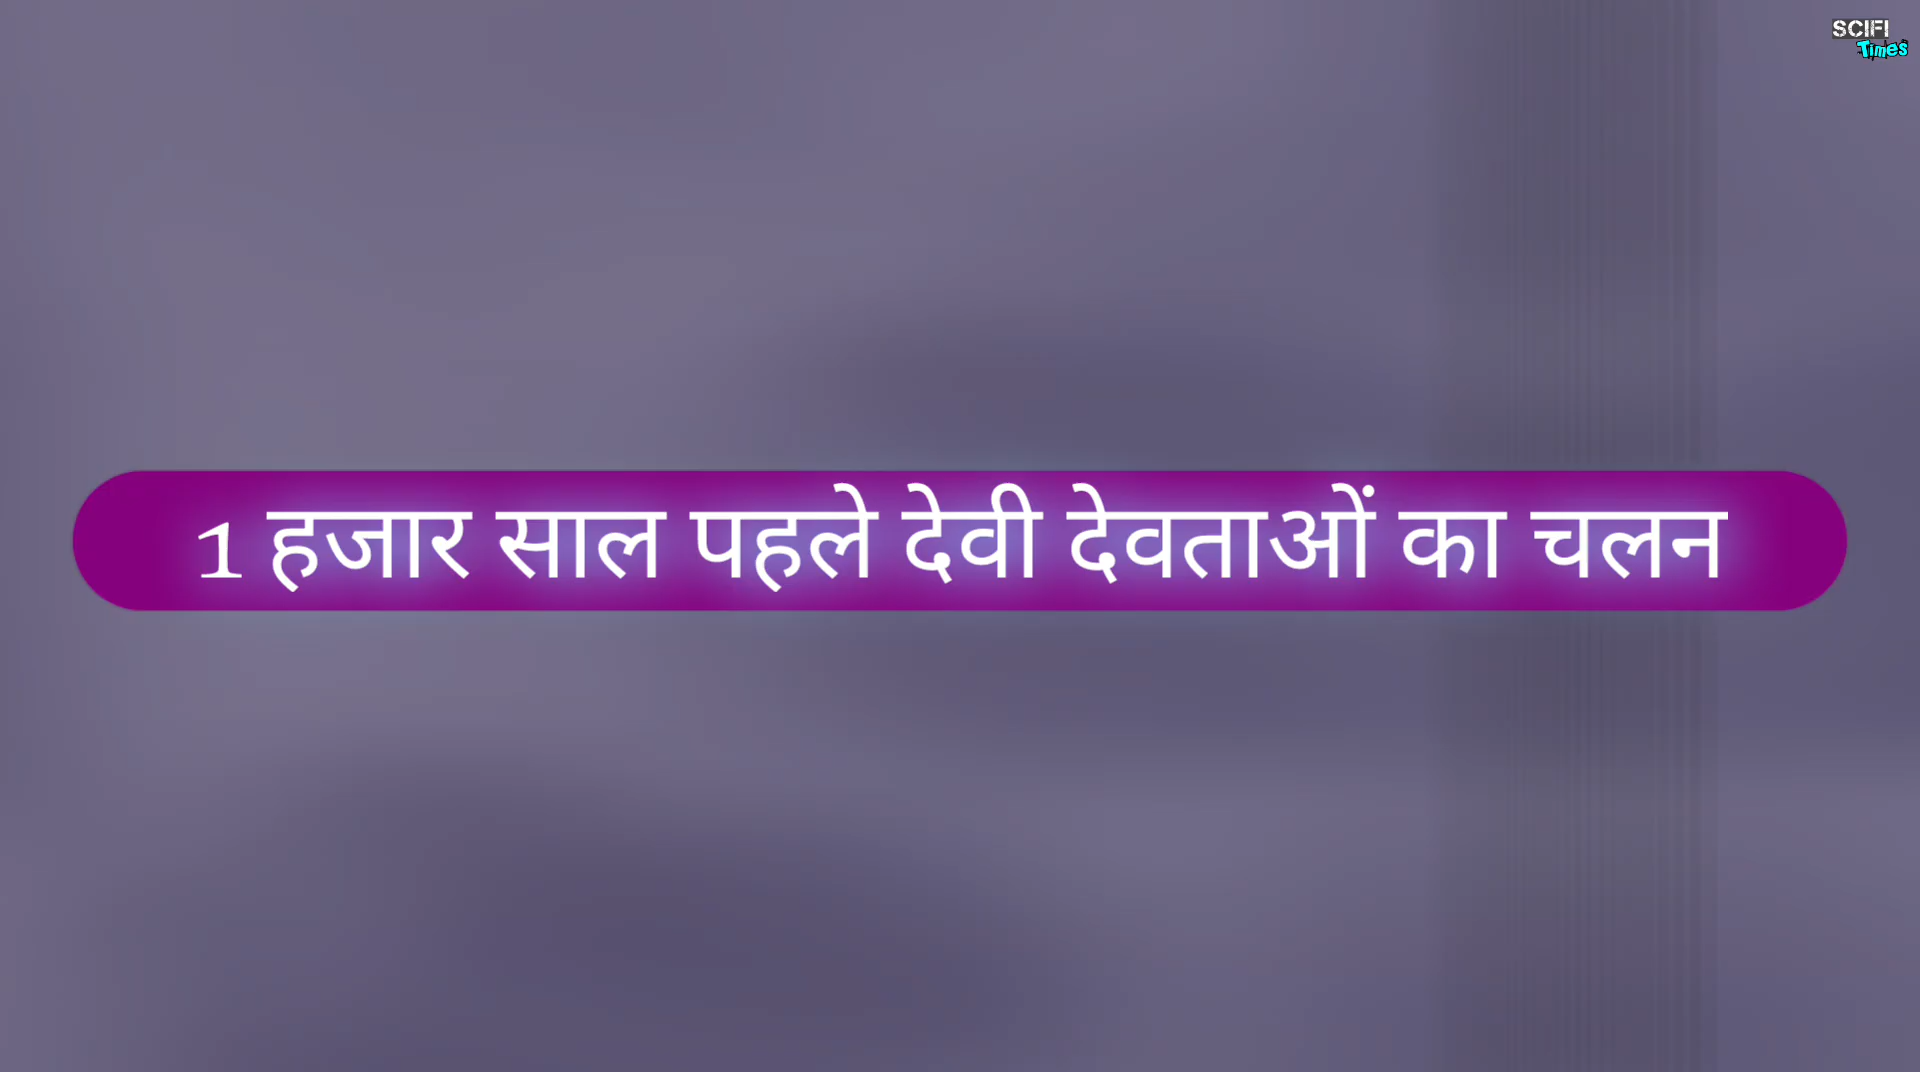 SCIFI
Times
1 हजार साल पहले देवी देवताओं का चलन